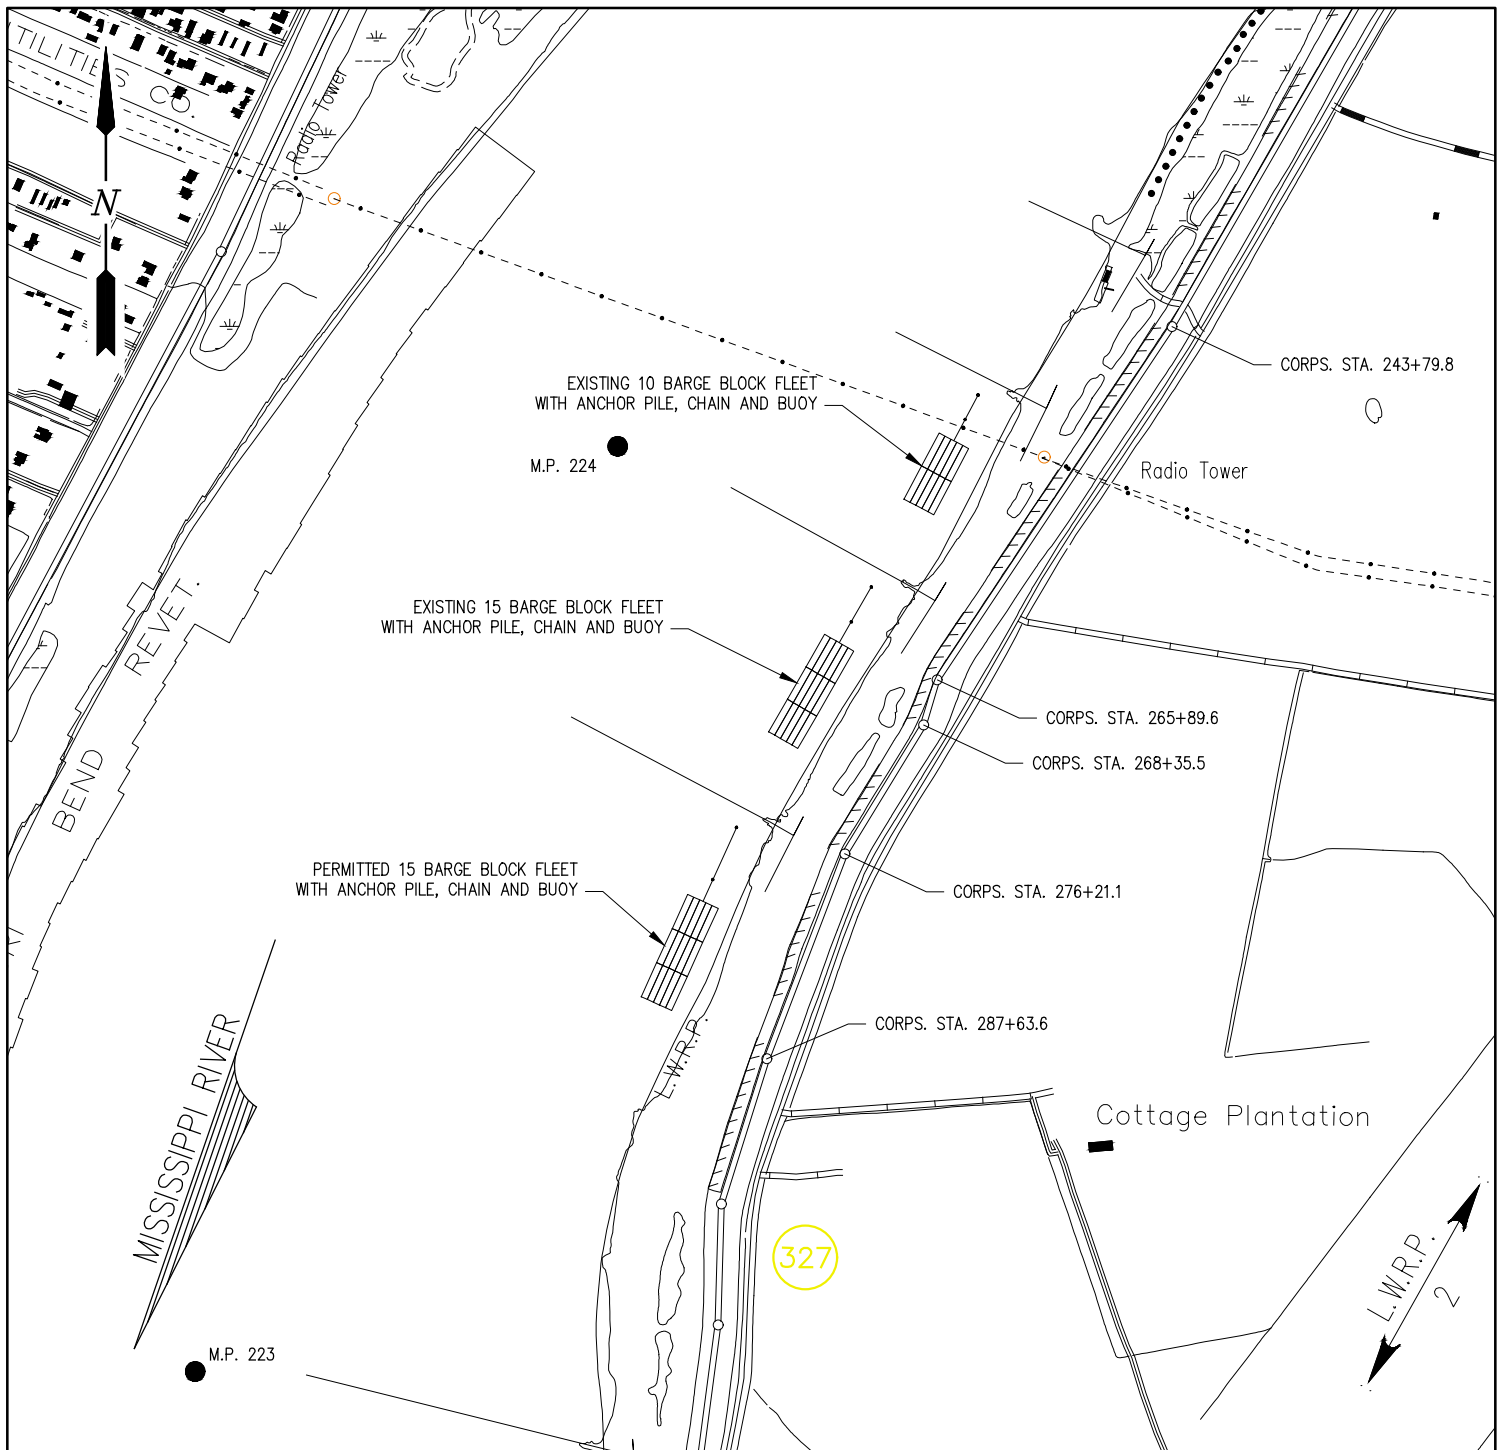 TILITIES CO.
Radio Tower
N
CORPS. STA. 243+79.8
EXISTING 10 BARGE BLOCK FLEET
WITH ANCHOR PILE, CHAIN AND BUOY
M.P. 224
Radio Tower
EXISTING 15 BARGE BLOCK FLEET
WITH ANCHOR PILE, CHAIN AND BUOY
BEND REVET.
CORPS. STA. 265+89.6
CORPS. STA. 268+35.5
PERMITTED 15 BARGE BLOCK FLEET
WITH ANCHOR PILE, CHAIN AND BUOY
CORPS. STA. 276+21.1
CORPS. STA. 287+63.6
L.W.R.P.
MISSISSIPPI RIVER
Cottage Plantation
327
L.W.R.P.
2
M.P. 223